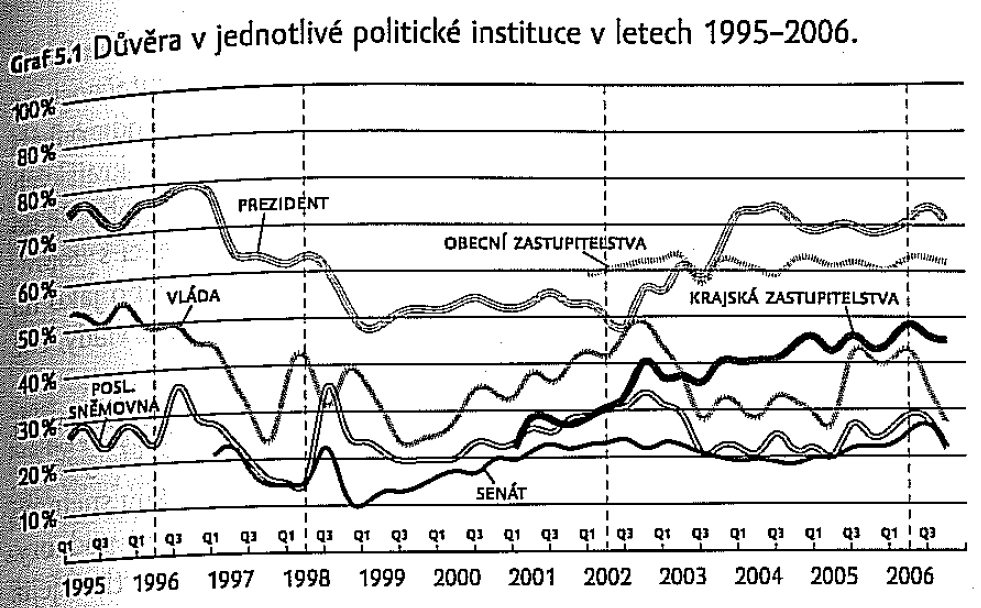 Graf 5.1 Důvěra v jednotlivé politické instituce v letech 1995–2006.
100%
80%
80%
70%
60%
50%
40%
30%
20%
10%
PREZIDENT
OBECNÍ ZASTUPITELSTVA
VLÁDA
KRAJSKÁ ZASTUPITELSTVA
POSL.
SNĚMOVNA
SENÁT
Q1 Q3 Q1 Q3 Q1 Q3 Q1 Q3 Q1 Q3 Q1 Q3 Q1 Q3 Q1 Q3 Q1 Q3 Q1 Q3 Q1 Q3 Q1 Q3
1995 1996 1997 1998 1999 2000 2001 2002 2003 2004 2005 2006